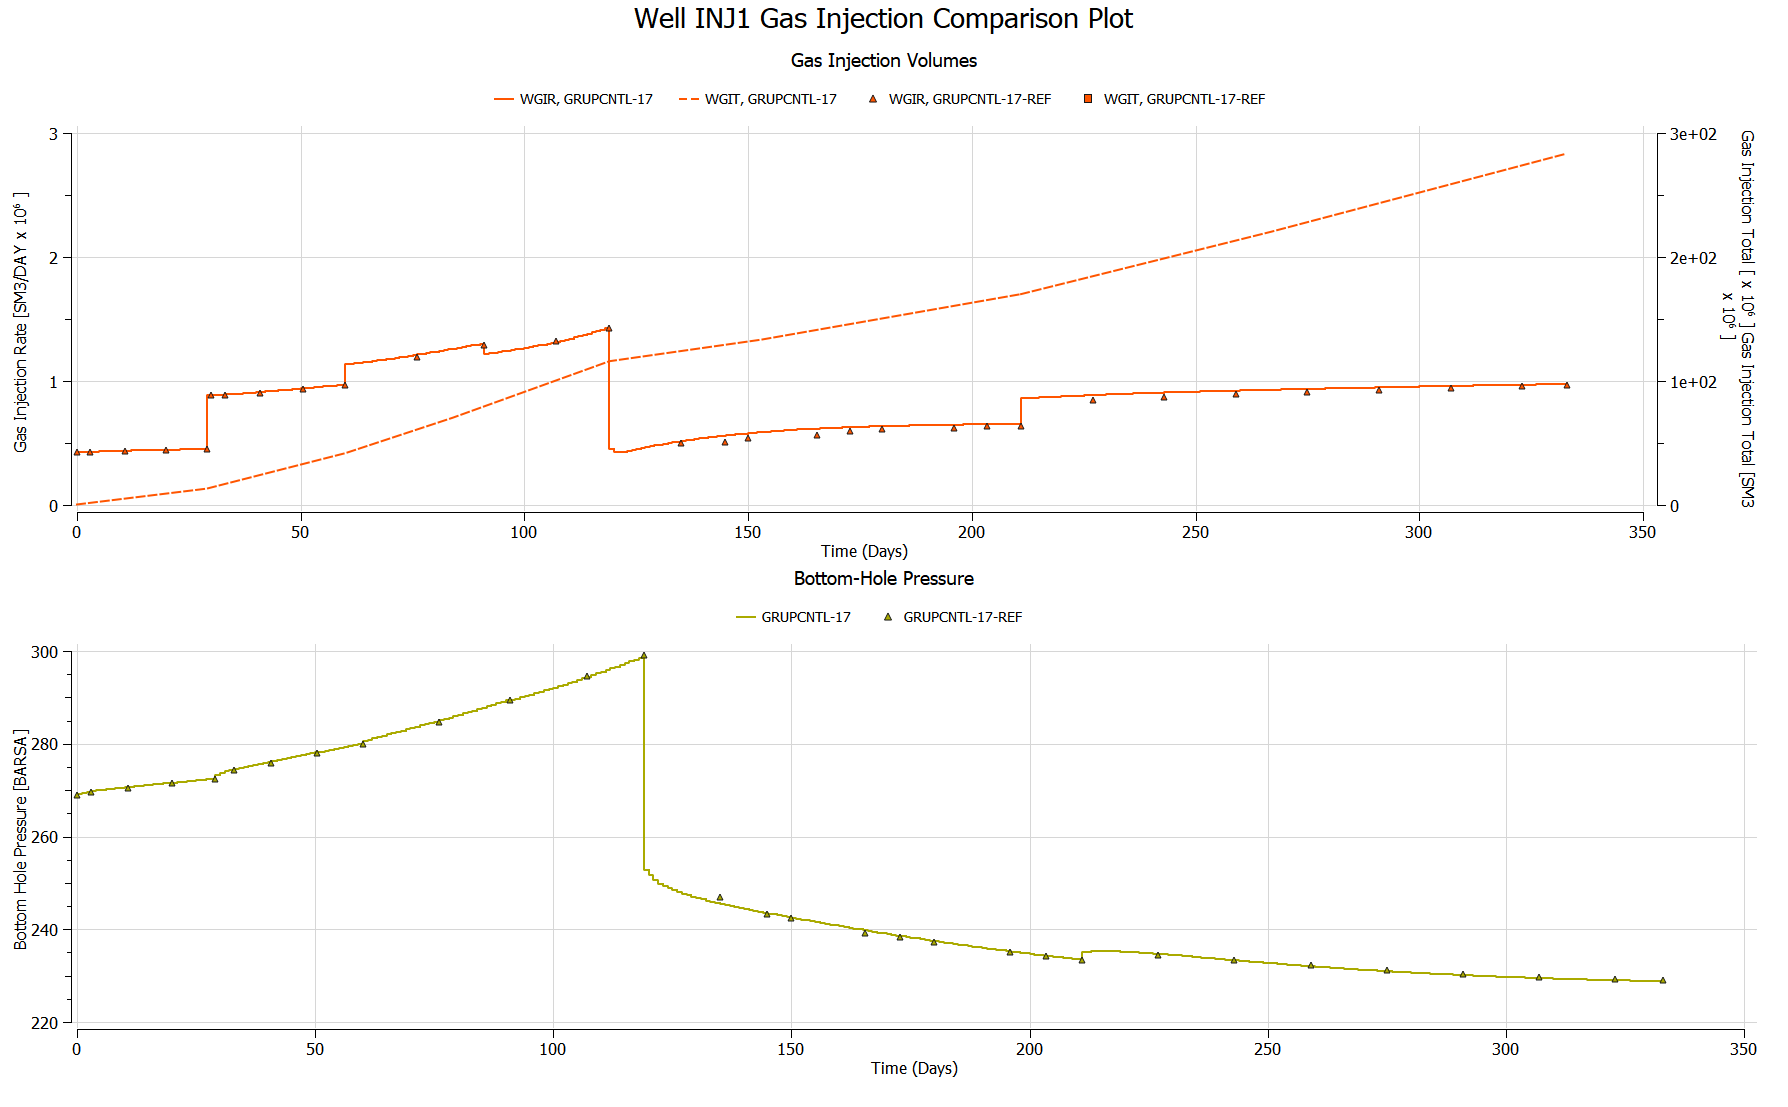 Well INJ1 Gas Injection Comparison Plot
Gas Injection Volumes
WGIR, GRUPCNTL-17 WGIT, GRUPCNTL-17 WGIR, GRUPCNTL-17-REF WGIT, GRUPCNTL-17-REF
Gas Injection Rate [SM3/DAY x 10⁶ ]
3
2
1
0
3e+02
2e+02
1e+02
0
Gas Injection Total [ x 10⁶ ] Gas Injection Total [SM3
x 10⁶ ]
0 50 100 150 200 250 300 350
Time (Days)
Bottom-Hole Pressure
GRUPCNTL-17 GRUPCNTL-17-REF
Bottom Hole Pressure [BARSA]
300
280
260
240
220
0 50 100 150 200 250 300 350
Time (Days)